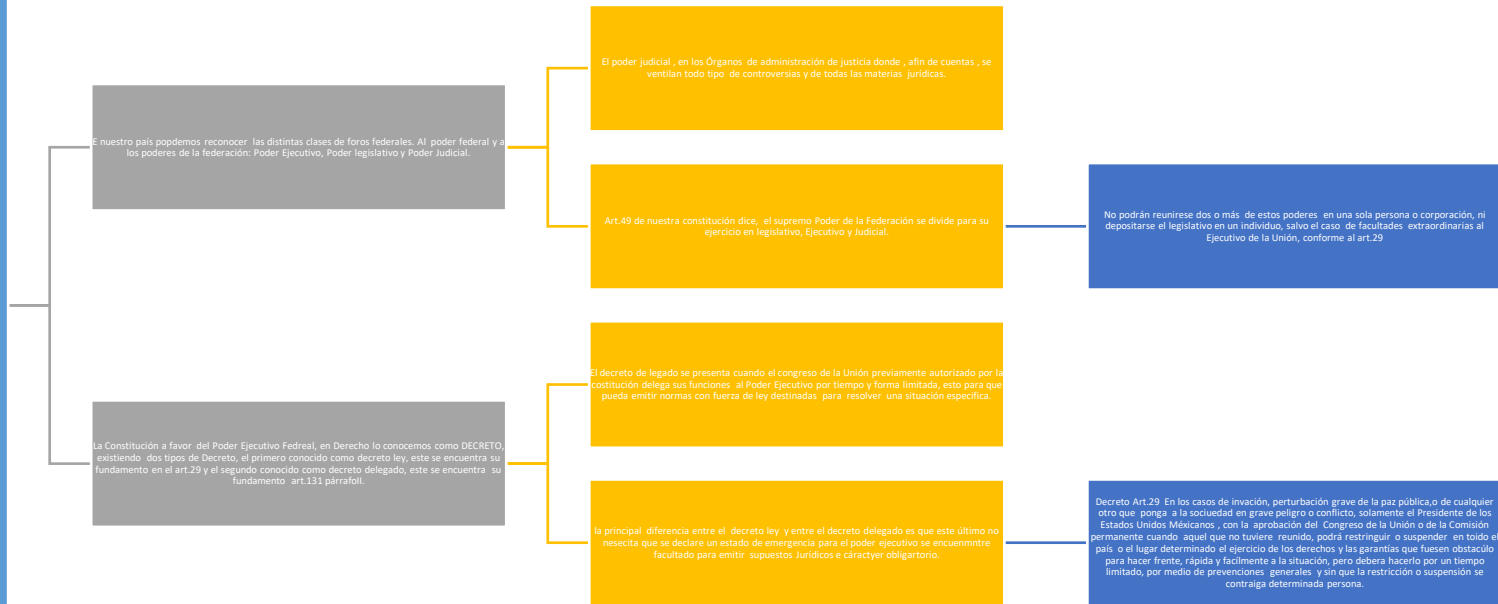 El poder judicial , en los Órganos de administración de justicia donde , afin de cuentas , se
ventilan todo tipo de controversias y de todas las materias jurídicas.
E nuestro país popdemos reconocer las distintas clases de foros federales. Al poder federal y a
los poderes de la federación: Poder Ejecutivo, Poder legislativo y Poder Judicial.
Art.49 de nuestra constitución dice, el supremo Poder de la Federación se divide para su
ejercicio en legislativo, Ejecutivo y Judicial.
No podrán reunirese dos o más de estos poderes en una sola persona o corporación, ni
depositarse el legislativo en un individuo, salvo el caso de facultades extraordinarias al
Ejecutivo de la Unión, conforme al art.29
El decreto de legado se presenta cuando el congreso de la Unión previamente autorizado por la
costitución delega sus funciones al Poder Ejecutivo por tiempo y forma limitada, esto para que
pueda emitir normas con fuerza de ley destinadas para resolver una situación especifica.
La Constitución a favor del Poder Ejecutivo Fedreal, en Derecho lo conocemos como DECRETO,
existiendo dos tipos de Decreto, el primero conocido como decreto ley, este se encuentra su
fundamento en el art.29 y el segundo conocido como decreto delegado, este se encuentra su
fundamento art.131 párrafoII.
la principal diferencia entre el decreto ley y entre el decreto delegado es que este último no
nesecita que se declare un estado de emergencia para el poder ejecutivo se encuenmntre
facultado para emitir supuestos Jurídicos e cáractyer obligartorio.
Decreto Art.29 En los casos de invación, perturbación grave de la paz pública,o de cualquier
otro que ponga a la sociuedad en grave peligro o conflicto, solamente el Presidente de los
Estados Unidos Méxicanos , con la aprobación del Congreso de la Unión o de la Comisión
permanente cuando aquel que no tuviere reunido, podrá restringuir o suspender en toido el
país o el lugar determinado el ejercicio de los derechos y las garantías que fuesen obstacúlo
para hacer frente, rápida y facílmente a la situación, pero debera hacerlo por un tiempo
limitado, por medio de prevenciones generales y sin que la restricción o suspensión se
contraiga determinada persona.